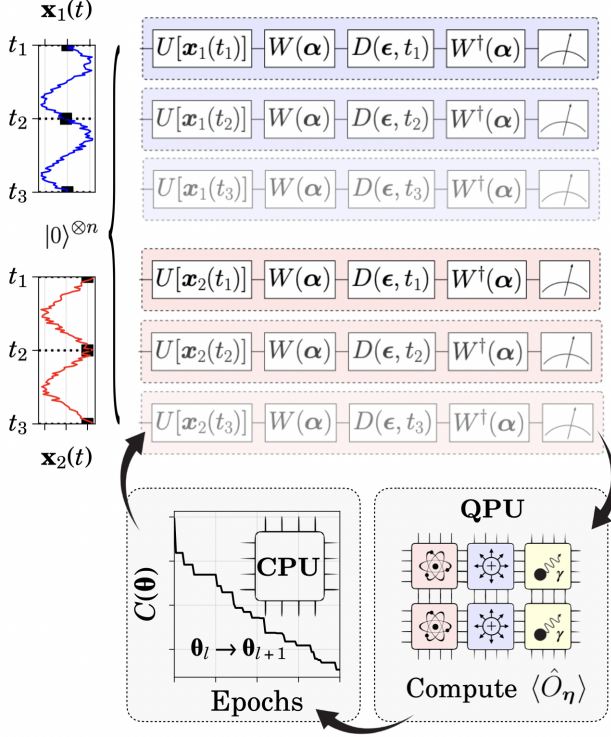 𝐱₁(t)
t₁
t₂
t₃
|0⟩^{⊗n}
t₁
t₂
t₃
𝐱₂(t)
U[𝒙₁(t₁)] W(𝜶) D(𝝐, t₁) W†(𝜶)
U[𝒙₁(t₂)] W(𝜶) D(𝝐, t₂) W†(𝜶)
U[𝒙₁(t₃)] W(𝜶) D(𝝐, t₃) W†(𝜶)
U[𝒙₂(t₁)] W(𝜶) D(𝝐, t₁) W†(𝜶)
U[𝒙₂(t₂)] W(𝜶) D(𝝐, t₂) W†(𝜶)
U[𝒙₂(t₃)] W(𝜶) D(𝝐, t₃) W†(𝜶)
C(𝛉)
CPU
𝛉_l → 𝛉_{l+1}
Epochs
QPU
γ
γ
Compute ⟨Ô_𝜼⟩